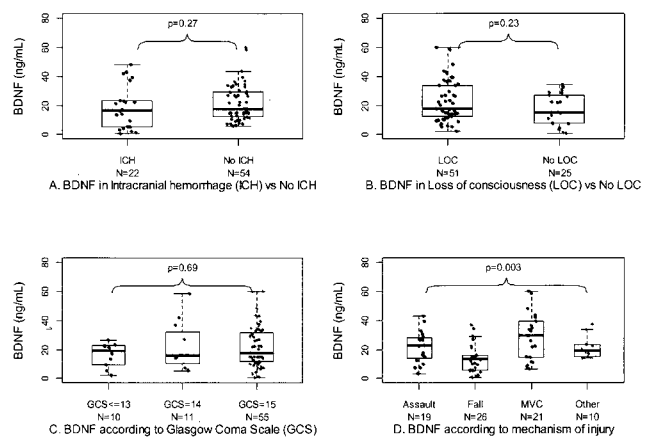 p=0.27
BDNF (ng/mL)
0 20 40 60 80
ICH No ICH
N=22 N=54
A. BDNF in Intracranial hemorrhage (ICH) vs No ICH
p=0.23
BDNF (ng/mL)
0 20 40 60 80
LOC No LOC
N=51 N=25
B. BDNF in Loss of consciousness (LOC) vs No LOC
p=0.69
BDNF (ng/mL)
0 20 40 60 80
GCS<=13 GCS=14 GCS=15
N=10 N=11 N=55
C. BDNF according to Glasgow Coma Scale (GCS)
p=0.003
BDNF (ng/mL)
0 20 40 60 80
Assault Fall MVC Other
N=19 N=26 N=21 N=10
D. BDNF according to mechanism of injury